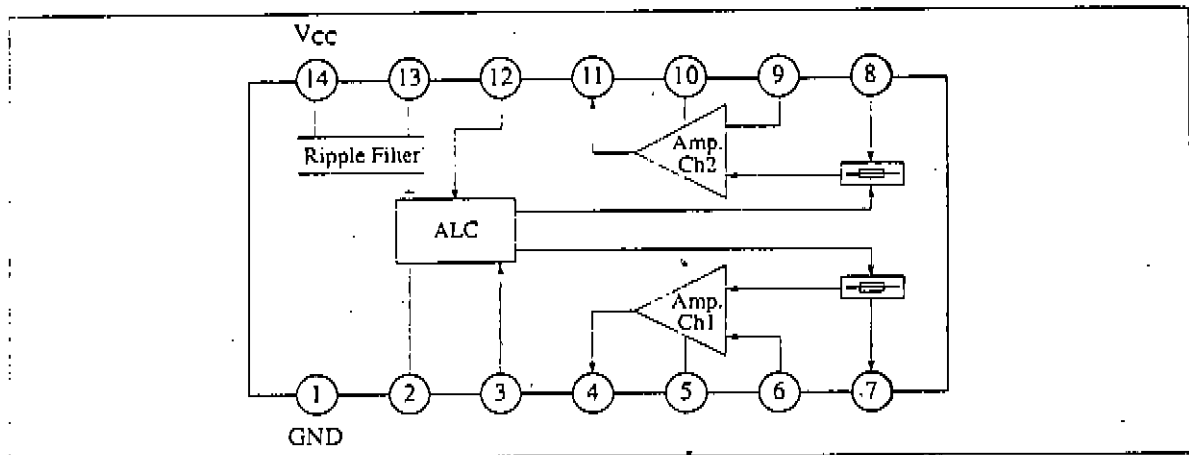 VCC
14 13 12 11 10 9 8
Ripple Filter
Amp.
Ch2
ALC
Amp.
Ch1
1 2 3 4 5 6 7
GND